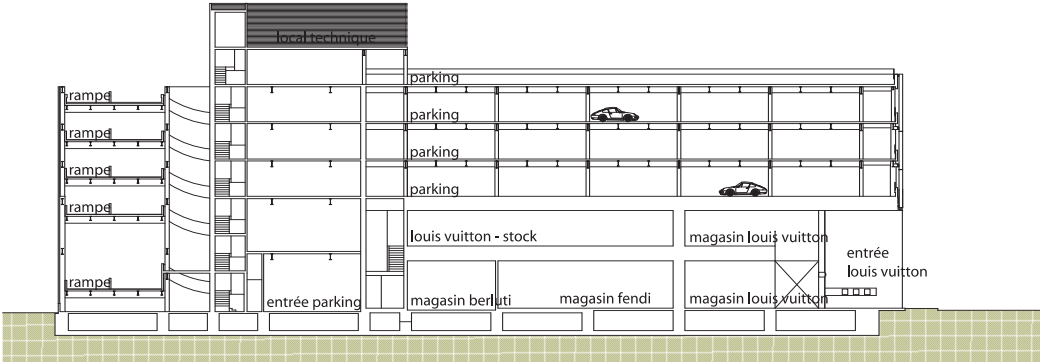 local technique
parking
rampe
parking
rampe
parking
rampe
parking
rampe
louis vuitton - stock
magasin louis vuitton
entrée
louis vuitton
rampe
entrée parking
magasin berluti
magasin fendi
magasin louis vuitton